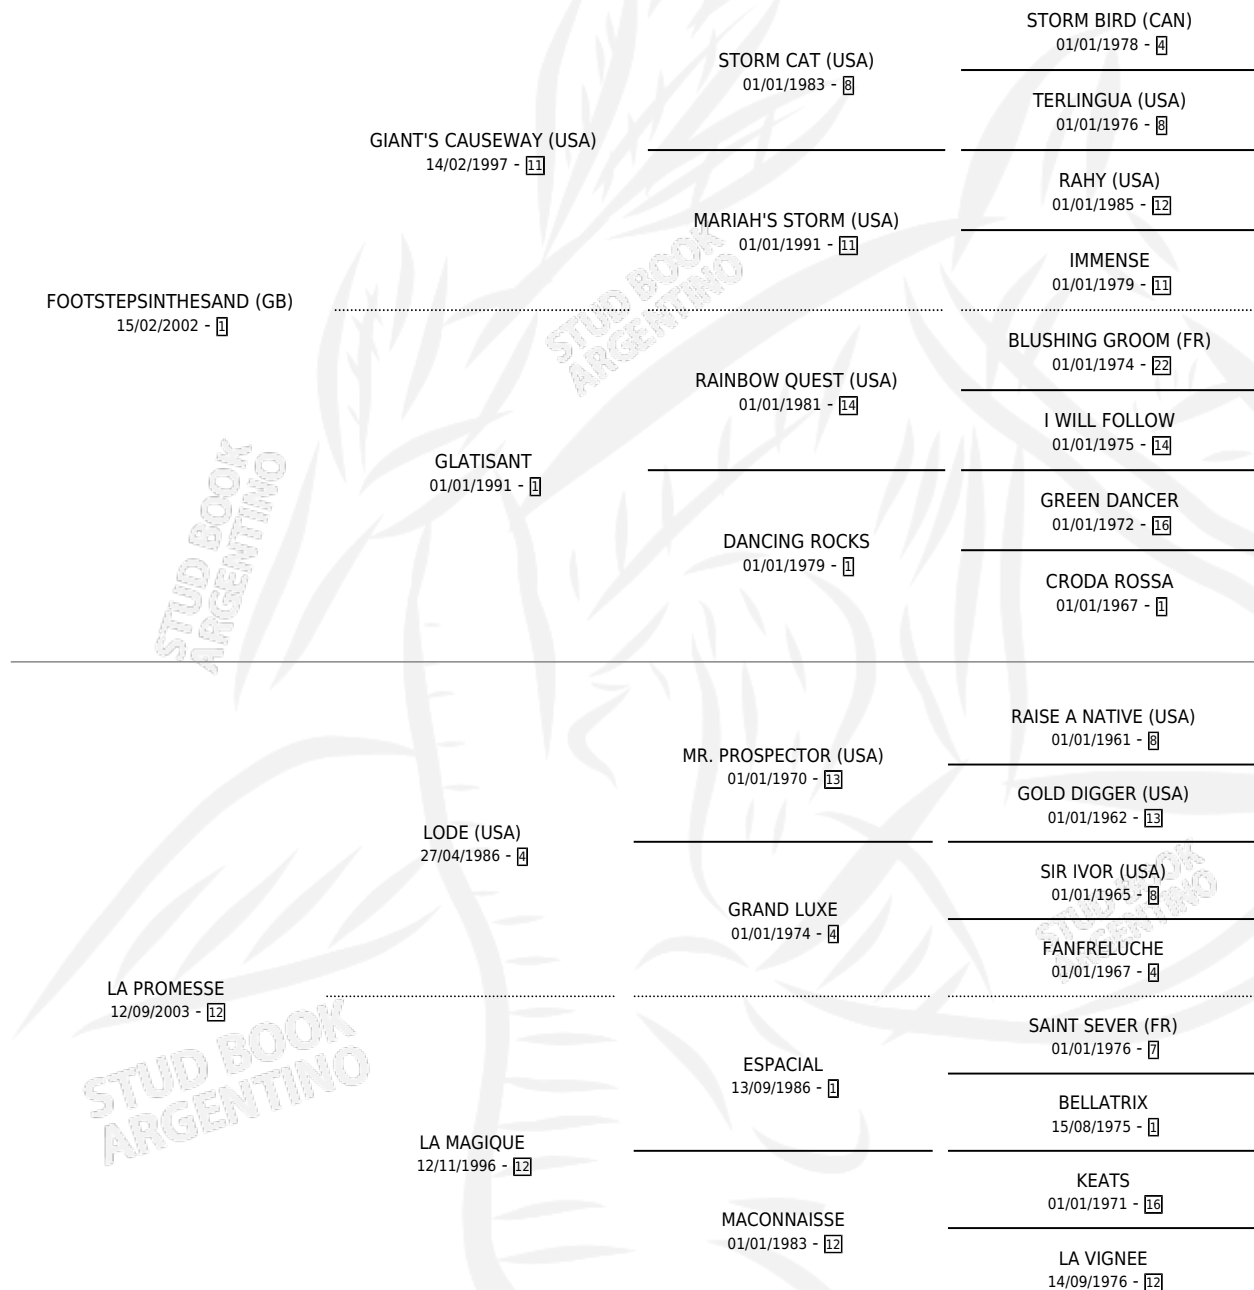 STORM BIRD (CAN)
01/01/1978 - 4
STORM CAT (USA)
01/01/1983 - 8
TERLINGUA (USA)
01/01/1976 - 8
GIANT'S CAUSEWAY (USA)
14/02/1997 - 11
RAHY (USA)
01/01/1985 - 12
MARIAH'S STORM (USA)
01/01/1991 - 11
IMMENSE
01/01/1979 - 11
FOOTSTEPSINTHESAND (GB)
15/02/2002 - 1
BLUSHING GROOM (FR)
01/01/1974 - 22
RAINBOW QUEST (USA)
01/01/1981 - 14
I WILL FOLLOW
01/01/1975 - 14
GLATISANT
01/01/1991 - 1
GREEN DANCER
01/01/1972 - 16
DANCING ROCKS
01/01/1979 - 1
CRODA ROSSA
01/01/1967 - 1
RAISE A NATIVE (USA)
01/01/1961 - 8
MR. PROSPECTOR (USA)
01/01/1970 - 13
GOLD DIGGER (USA)
01/01/1962 - 13
LODE (USA)
27/04/1986 - 4
SIR IVOR (USA)
01/01/1965 - 8
GRAND LUXE
01/01/1974 - 4
FANFRELUCHE
01/01/1967 - 4
LA PROMESSE
12/09/2003 - 12
SAINT SEVER (FR)
01/01/1976 - 7
ESPACIAL
13/09/1986 - 1
BELLATRIX
15/08/1975 - 1
LA MAGIQUE
12/11/1996 - 12
KEATS
01/01/1971 - 16
MACONNAISSE
01/01/1983 - 12
LA VIGNEE
14/09/1976 - 12
STUD BOOK
ARGENTINO
STUD BOOK
ARGENTINO
STUD BOOK
ARGENTINO
STUD BOOK
ARGENTINO